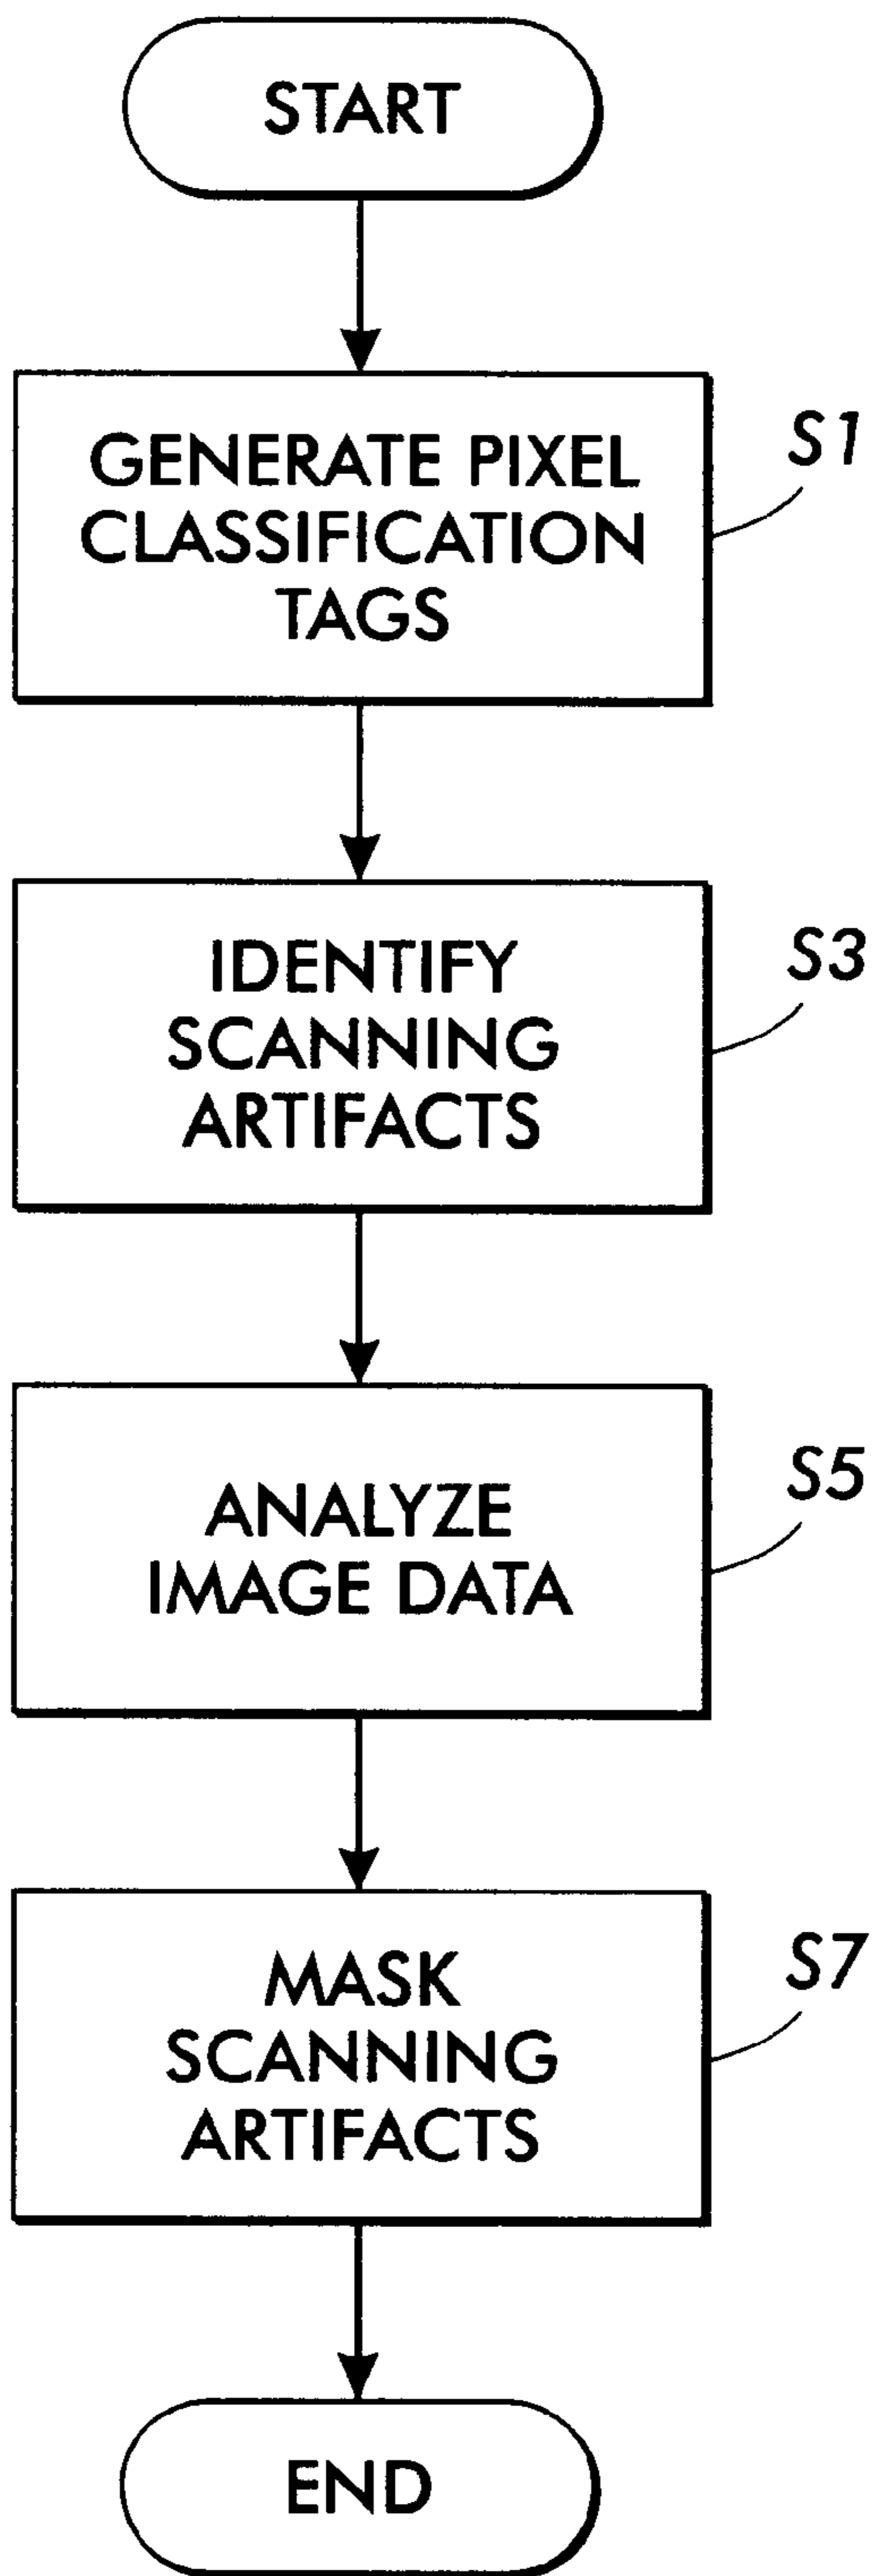 START
GENERATE PIXEL
CLASSIFICATION
TAGS
S1
IDENTIFY
SCANNING
ARTIFACTS
S3
ANALYZE
IMAGE DATA
S5
MASK
SCANNING
ARTIFACTS
S7
END